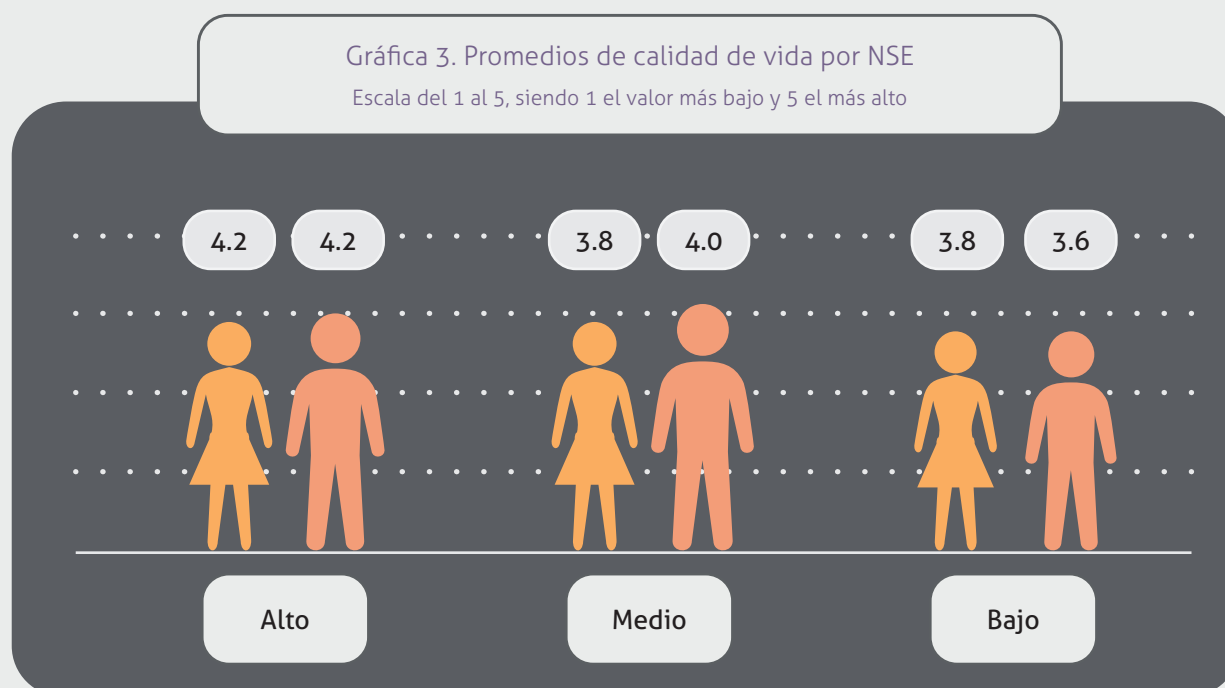 Gráfica 3. Promedios de calidad de vida por NSE
Escala del 1 al 5, siendo 1 el valor más bajo y 5 el más alto
4.2 4.2 3.8 4.0 3.8 3.6
Alto Medio Bajo